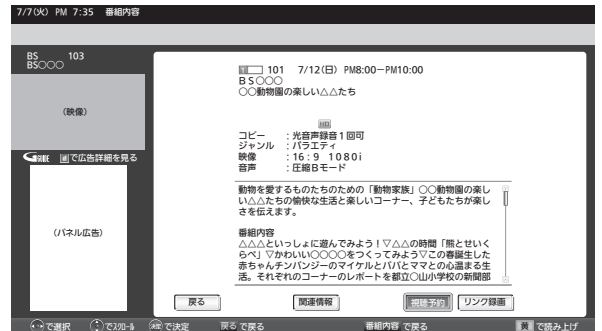 7/7(火) PM 7:35 番組内容
BS 103
BS○○○
(映像)
GUIDE で広告詳細を見る
(パネル広告)
101 7/12(日) PM8:00−PM10:00
BS○○○
○○動物園の楽しい△△たち
コピー :光音声録音1回可
ジャンル :バラエティ
映像 :16:9 1080i
音声 :圧縮Bモード
動物を愛するものたちのための「動物家族」○○動物園の楽し
い△△たちの愉快な生活と楽しいコーナー、子どもたちが楽し
さを伝えます。
番組内容
△△△といっしょに遊んでみよう!▽△△の時間「熊とせいく
らべ」▽かわいい○○○○をつくってみよう▽この春誕生した
赤ちゃんチンパンジーのマイケルとパパとママとの心温まる生
活。それぞれのコーナーのレポートを都立○山小学校の新聞部
戻る 関連情報 視聴予約 リンク録画
で選択 でスクロール 決定 で決定 戻る で戻る 番組内容 で戻る 黄 で読み上げ